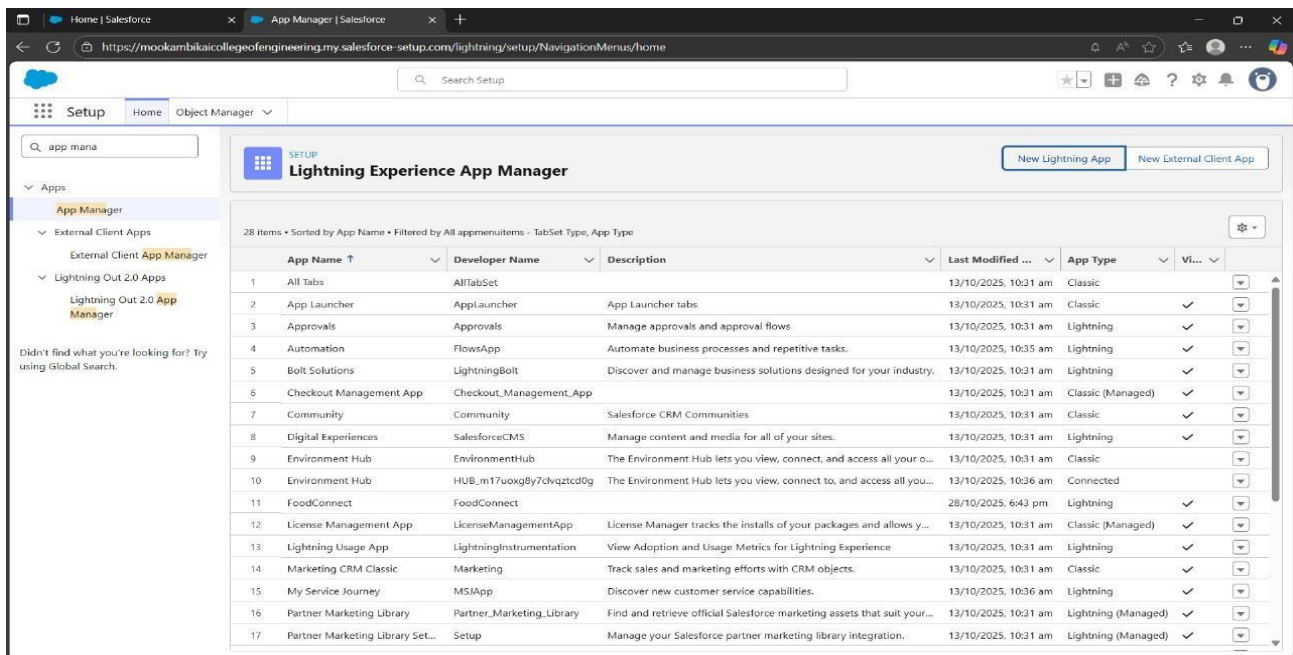 Home | Salesforce
App Manager | Salesforce
https://mookambikaicollegeofengineering.my.salesforce-setup.com/lightning/setup/NavigationMenus/home
Search Setup
Setup Home Object Manager
app mana
Apps
App Manager
External Client Apps
External Client App Manager
Lightning Out 2.0 Apps
Lightning Out 2.0 App
Manager
Didn't find what you're looking for? Try
using Global Search.
SETUP
Lightning Experience App Manager
New Lightning App New External Client App
28 items • Sorted by App Name • Filtered by All appmenuitems - TabSet Type, App Type
App Name ↑ Developer Name Description Last Modified ... App Type Vi...
1 All Tabs AllTabSet 13/10/2025, 10:31 am Classic
2 App Launcher AppLauncher App Launcher tabs 13/10/2025, 10:31 am Classic
3 Approvals Approvals Manage approvals and approval flows 13/10/2025, 10:31 am Lightning
4 Automation FlowsApp Automate business processes and repetitive tasks. 13/10/2025, 10:35 am Lightning
5 Bolt Solutions LightningBolt Discover and manage business solutions designed for your industry. 13/10/2025, 10:31 am Lightning
6 Checkout Management App Checkout_Management_App 13/10/2025, 10:31 am Classic (Managed)
7 Community Community Salesforce CRM Communities 13/10/2025, 10:31 am Classic
8 Digital Experiences SalesforceCMS Manage content and media for all of your sites. 13/10/2025, 10:31 am Lightning
9 Environment Hub EnvironmentHub The Environment Hub lets you view, connect, and access all your o... 13/10/2025, 10:31 am Classic
10 Environment Hub HUB_m17uoxg8y7clvqztcd0g The Environment Hub lets you view, connect to, and access all you... 13/10/2025, 10:36 am Connected
11 FoodConnect FoodConnect 28/10/2025, 6:43 pm Lightning
12 License Management App LicenseManagementApp License Manager tracks the installs of your packages and allows y... 13/10/2025, 10:31 am Classic (Managed)
13 Lightning Usage App LightningInstrumentation View Adoption and Usage Metrics for Lightning Experience 13/10/2025, 10:31 am Lightning
14 Marketing CRM Classic Marketing Track sales and marketing efforts with CRM objects. 13/10/2025, 10:31 am Classic
15 My Service Journey MSJApp Discover new customer service capabilities. 13/10/2025, 10:36 am Lightning
16 Partner Marketing Library Partner_Marketing_Library Find and retrieve official Salesforce marketing assets that suit your... 13/10/2025, 10:31 am Lightning (Managed)
17 Partner Marketing Library Set... Setup Manage your Salesforce partner marketing library integration. 13/10/2025, 10:31 am Lightning (Managed)